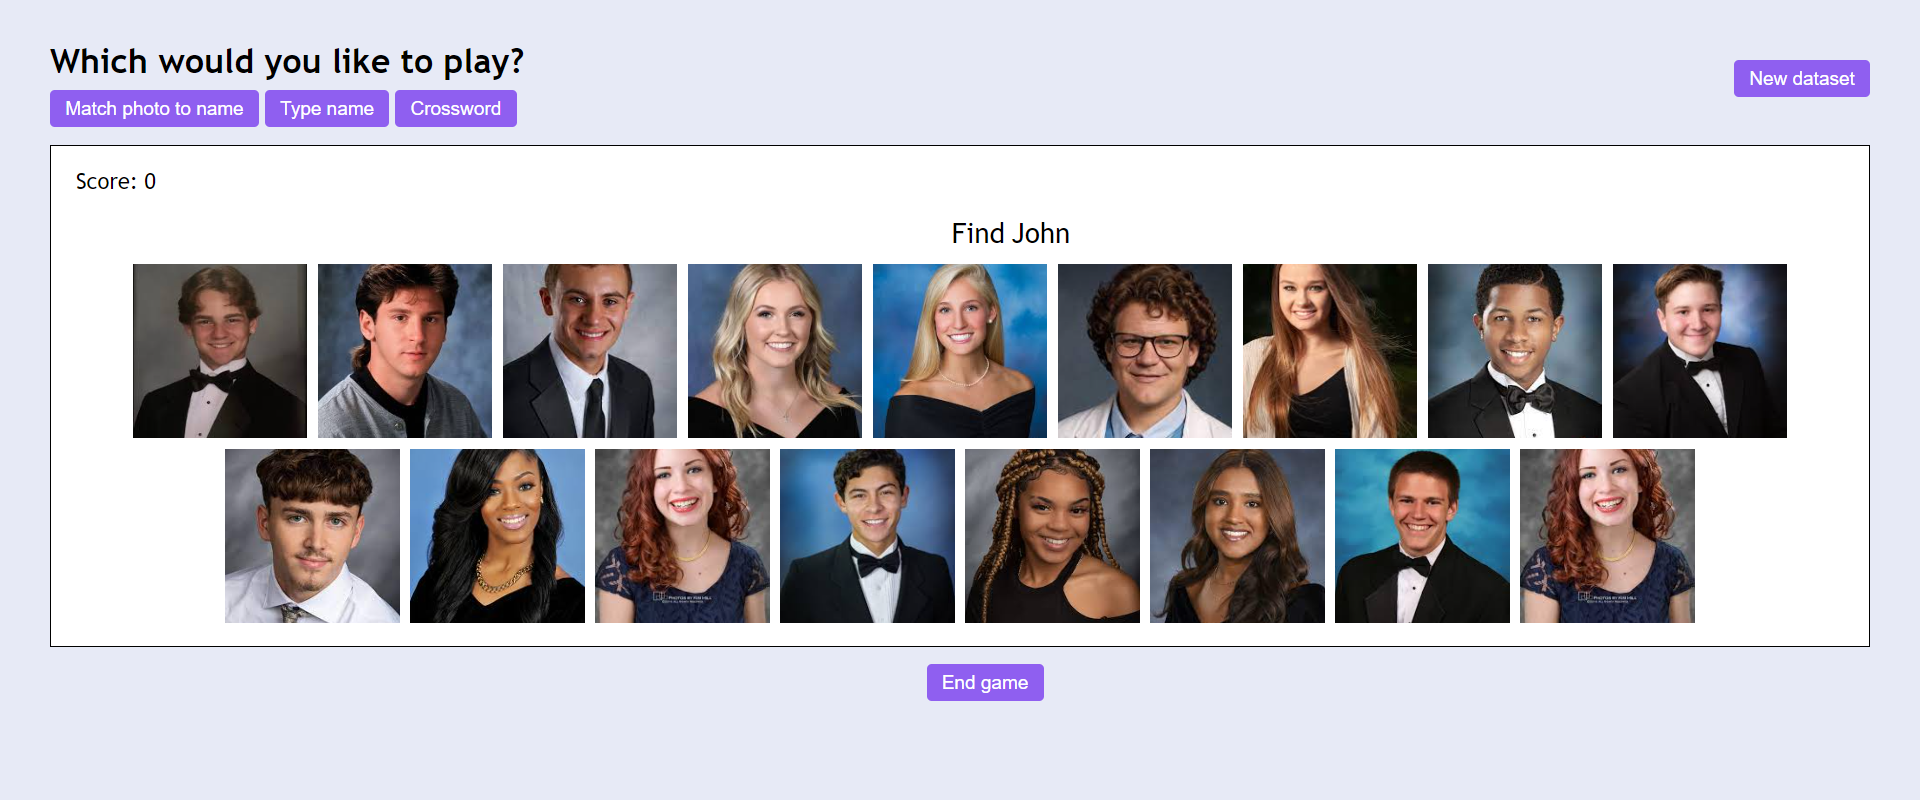 Which would you like to play?
Match photo to name Type name Crossword
New dataset
Score: 0
Find John
End game